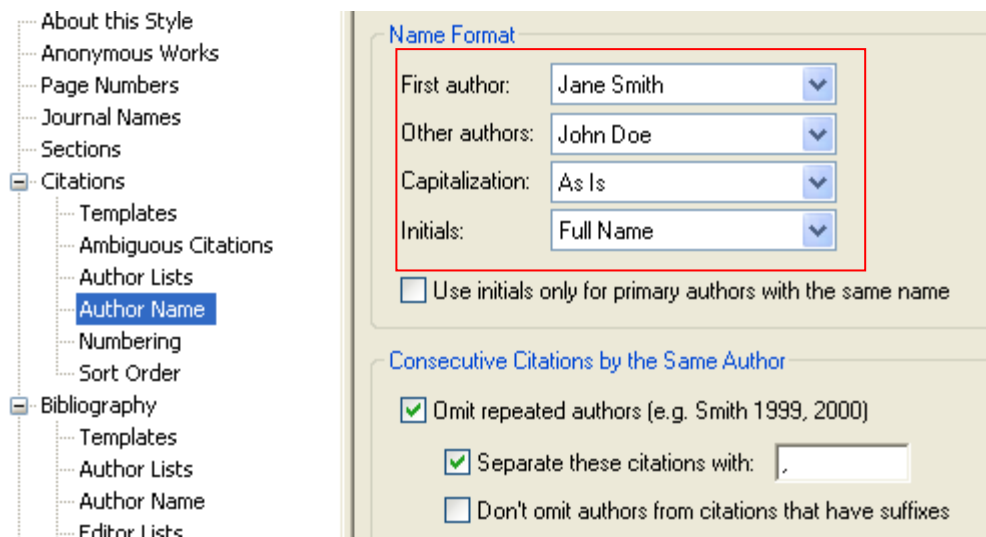 About this Style
Anonymous Works
Page Numbers
Journal Names
Sections
Citations
Templates
Ambiguous Citations
Author Lists
Author Name
Numbering
Sort Order
Bibliography
Templates
Author Lists
Author Name
Editor Lists
Name Format
First author: Jane Smith
Other authors: John Doe
Capitalization: As Is
Initials: Full Name
Use initials only for primary authors with the same name
Consecutive Citations by the Same Author
Omit repeated authors (e.g. Smith 1999, 2000)
Separate these citations with: ,
Don't omit authors from citations that have suffixes